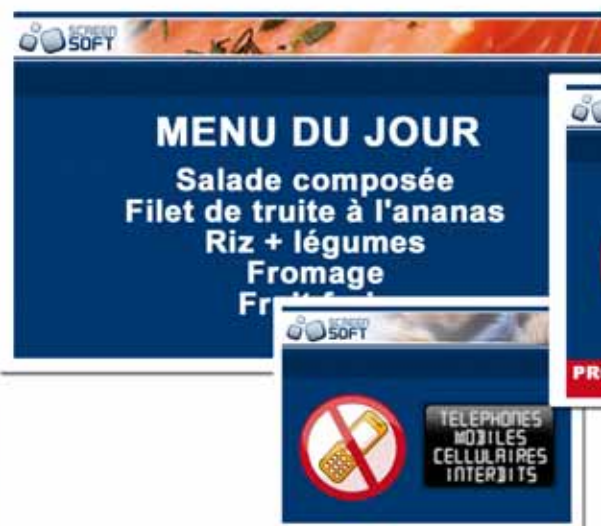 SCREEN
SOFT
MENU DU JOUR
Salade composée
Filet de truite à l'ananas
Riz + légumes
Fromage
SCREEN
SOFT
TELEPHONES
MOBILES
CELLULAIRES
INTERDITS